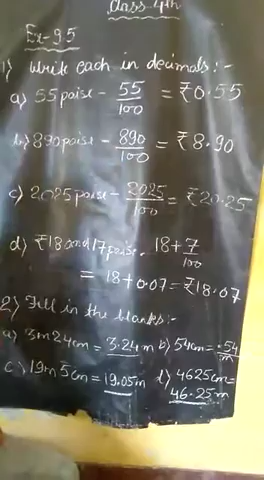 Class 4th
Ex-95
1) Write each in decimals:-
a) 55 paise - 55/100 = ₹0.55
b) 890 paise - 890/100 = ₹8.90
c) 2025 paise - 2025/100 = ₹20.25
d) ₹18 and 17 paise. 18+7/100
= 18+0.07=₹18.07
2) Fill in the blanks:-
a) 3m 24cm = 3.24 m b) 54cm = .54 m
c) 19m 5cm = 19.05m d) 4625cm=
46.25m